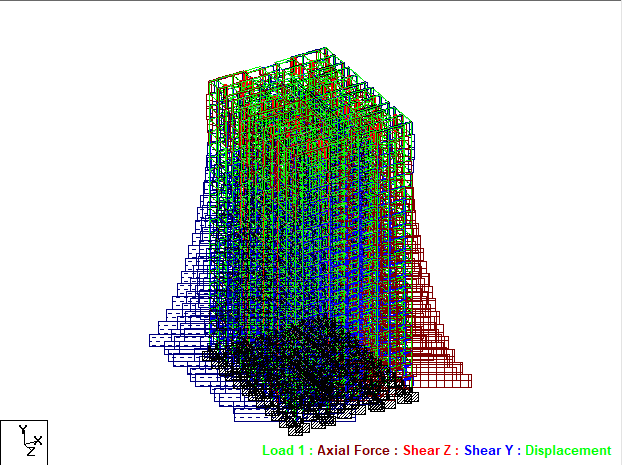 Y
X
Z
Load 1 : Axial Force : Shear Z : Shear Y : Displacement